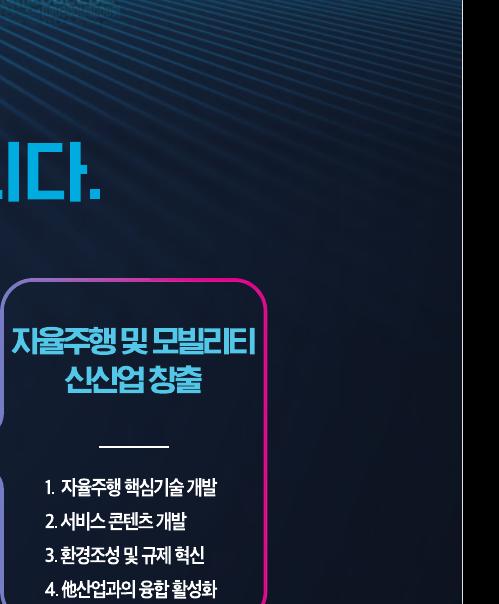 니다.
자율주행 및 모빌리티
신산업 창출
1. 자율주행 핵심기술 개발
2. 서비스 콘텐츠 개발
3. 환경조성 및 규제 혁신
4. 他산업과의 융합 활성화